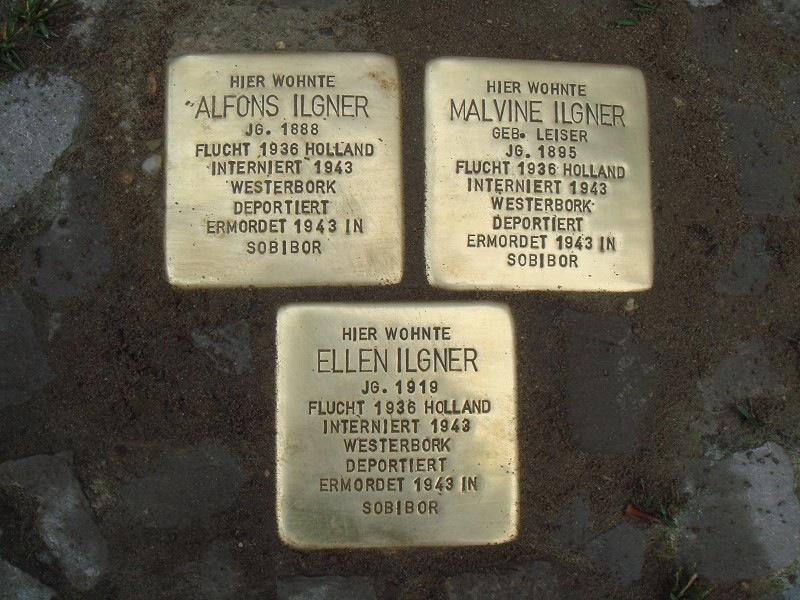 HIER WOHNTE
ALFONS ILGNER
JG. 1888
FLUCHT 1936 HOLLAND
INTERNIERT 1943
WESTERBORK
DEPORTIERT
ERMORDET 1943 IN
SOBIBOR
HIER WOHNTE
MALVINE ILGNER
GEB. LEISER
JG. 1895
FLUCHT 1936 HOLLAND
INTERNIERT 1943
WESTERBORK
DEPORTIERT
ERMORDET 1943 IN
SOBIBOR
HIER WOHNTE
ELLEN ILGNER
JG. 1919
FLUCHT 1936 HOLLAND
INTERNIERT 1943
WESTERBORK
DEPORTIERT
ERMORDET 1943 IN
SOBIBOR